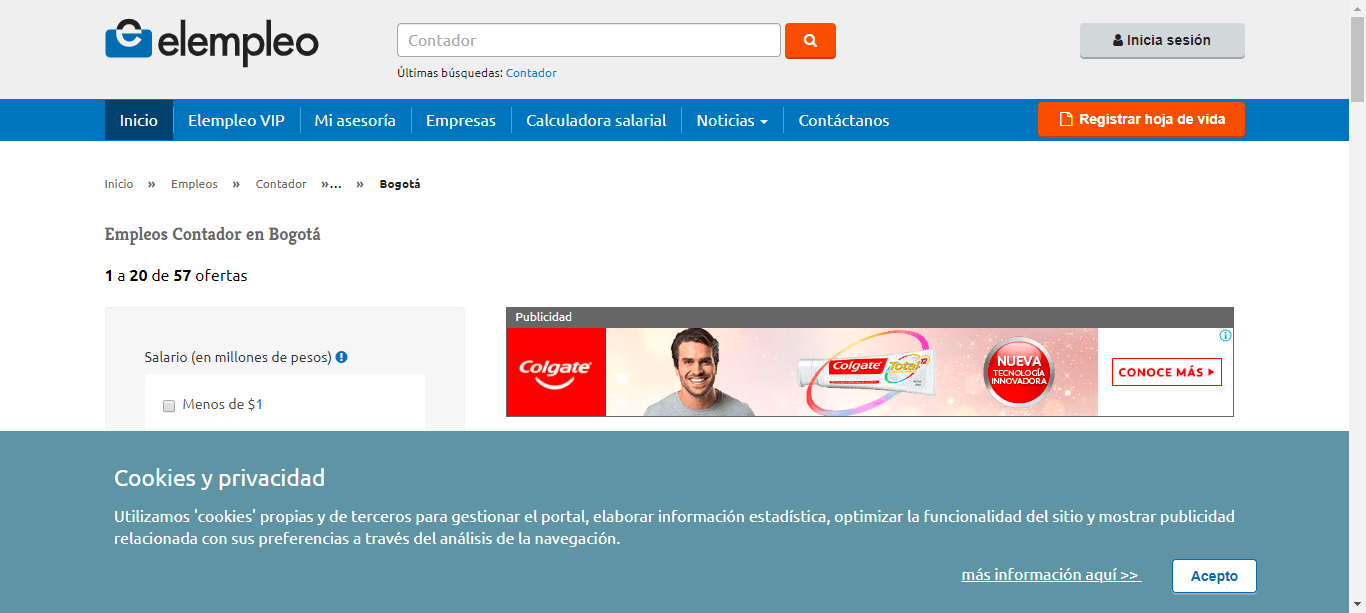 elempleo
Contador
Inicia sesión
Últimas búsquedas: Contador
Inicio Elempleo VIP Mi asesoría Empresas Calculadora salarial Noticias Contáctanos Registrar hoja de vida
Inicio » Empleos » Contador »... » Bogotá
Empleos Contador en Bogotá
1 a 20 de 57 ofertas
Publicidad
Colgate
Colgate Total 12
NUEVA
TECNOLOGÍA
INNOVADORA
CONOCE MÁS
Salario (en millones de pesos)
Menos de $1
Cookies y privacidad
Utilizamos 'cookies' propias y de terceros para gestionar el portal, elaborar información estadística, optimizar la funcionalidad del sitio y mostrar publicidad
relacionada con sus preferencias a través del análisis de la navegación.
más información aquí >> Acepto